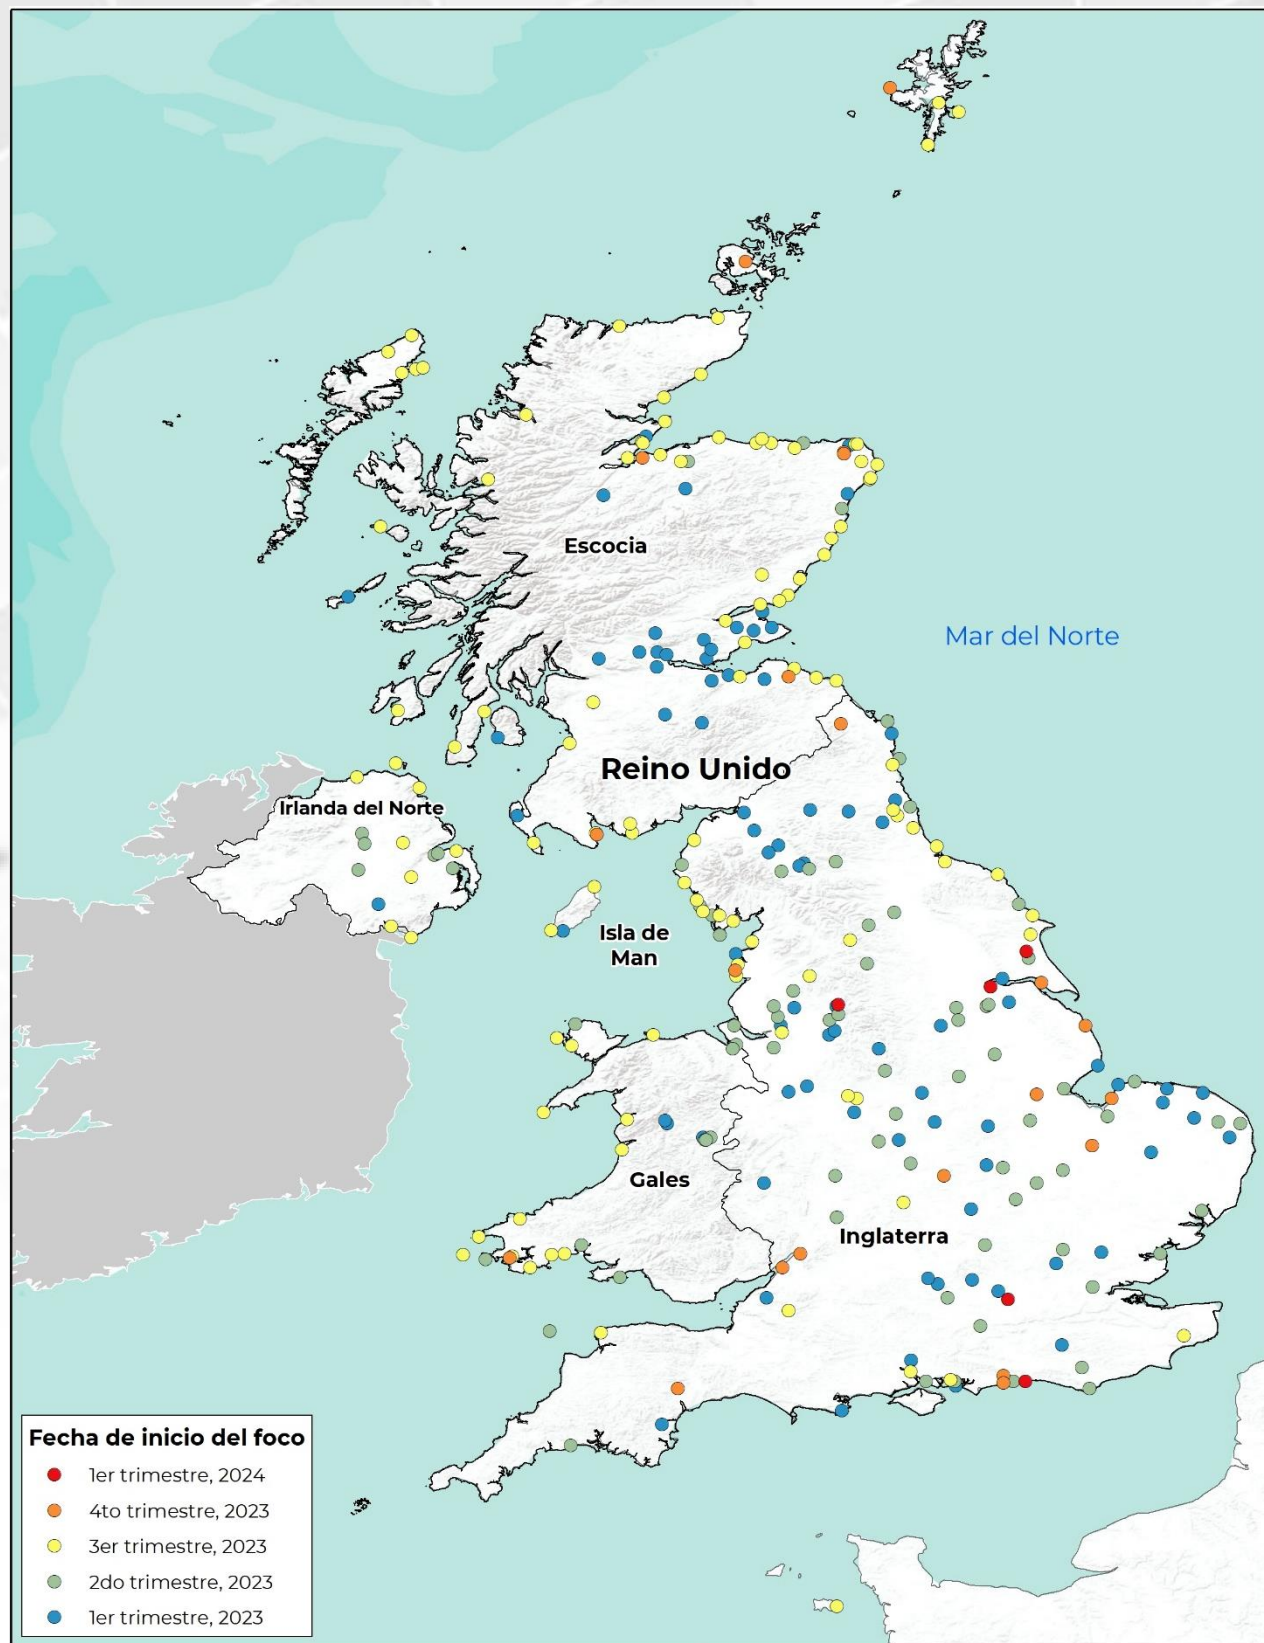 Escocia
Mar del Norte
Reino Unido
Irlanda del Norte
Isla de
Man
Gales
Inglaterra
Fecha de inicio del foco
1er trimestre, 2024
4to trimestre, 2023
3er trimestre, 2023
2do trimestre, 2023
1er trimestre, 2023